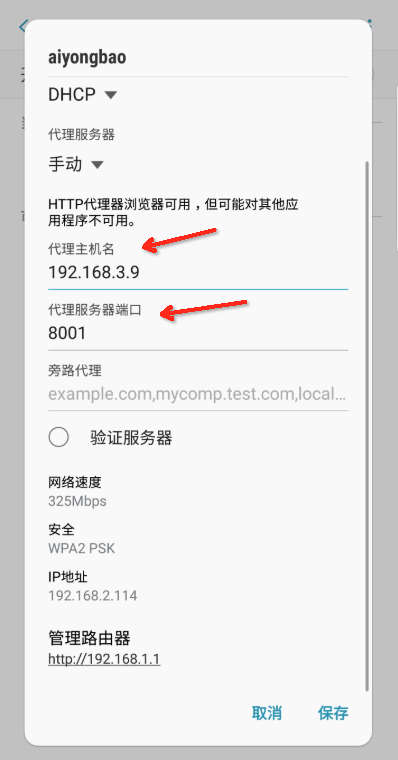 aiyongbao
DHCP
代理服务器
手动
HTTP代理器浏览器可用，但可能对其他应
用程序不可用。
代理主机名
192.168.3.9
代理服务器端口
8001
旁路代理
example.com,mycomp.test.com,local...
验证服务器
网络速度
325Mbps
安全
WPA2 PSK
IP地址
192.168.2.114
管理路由器
http://192.168.1.1
取消 保存